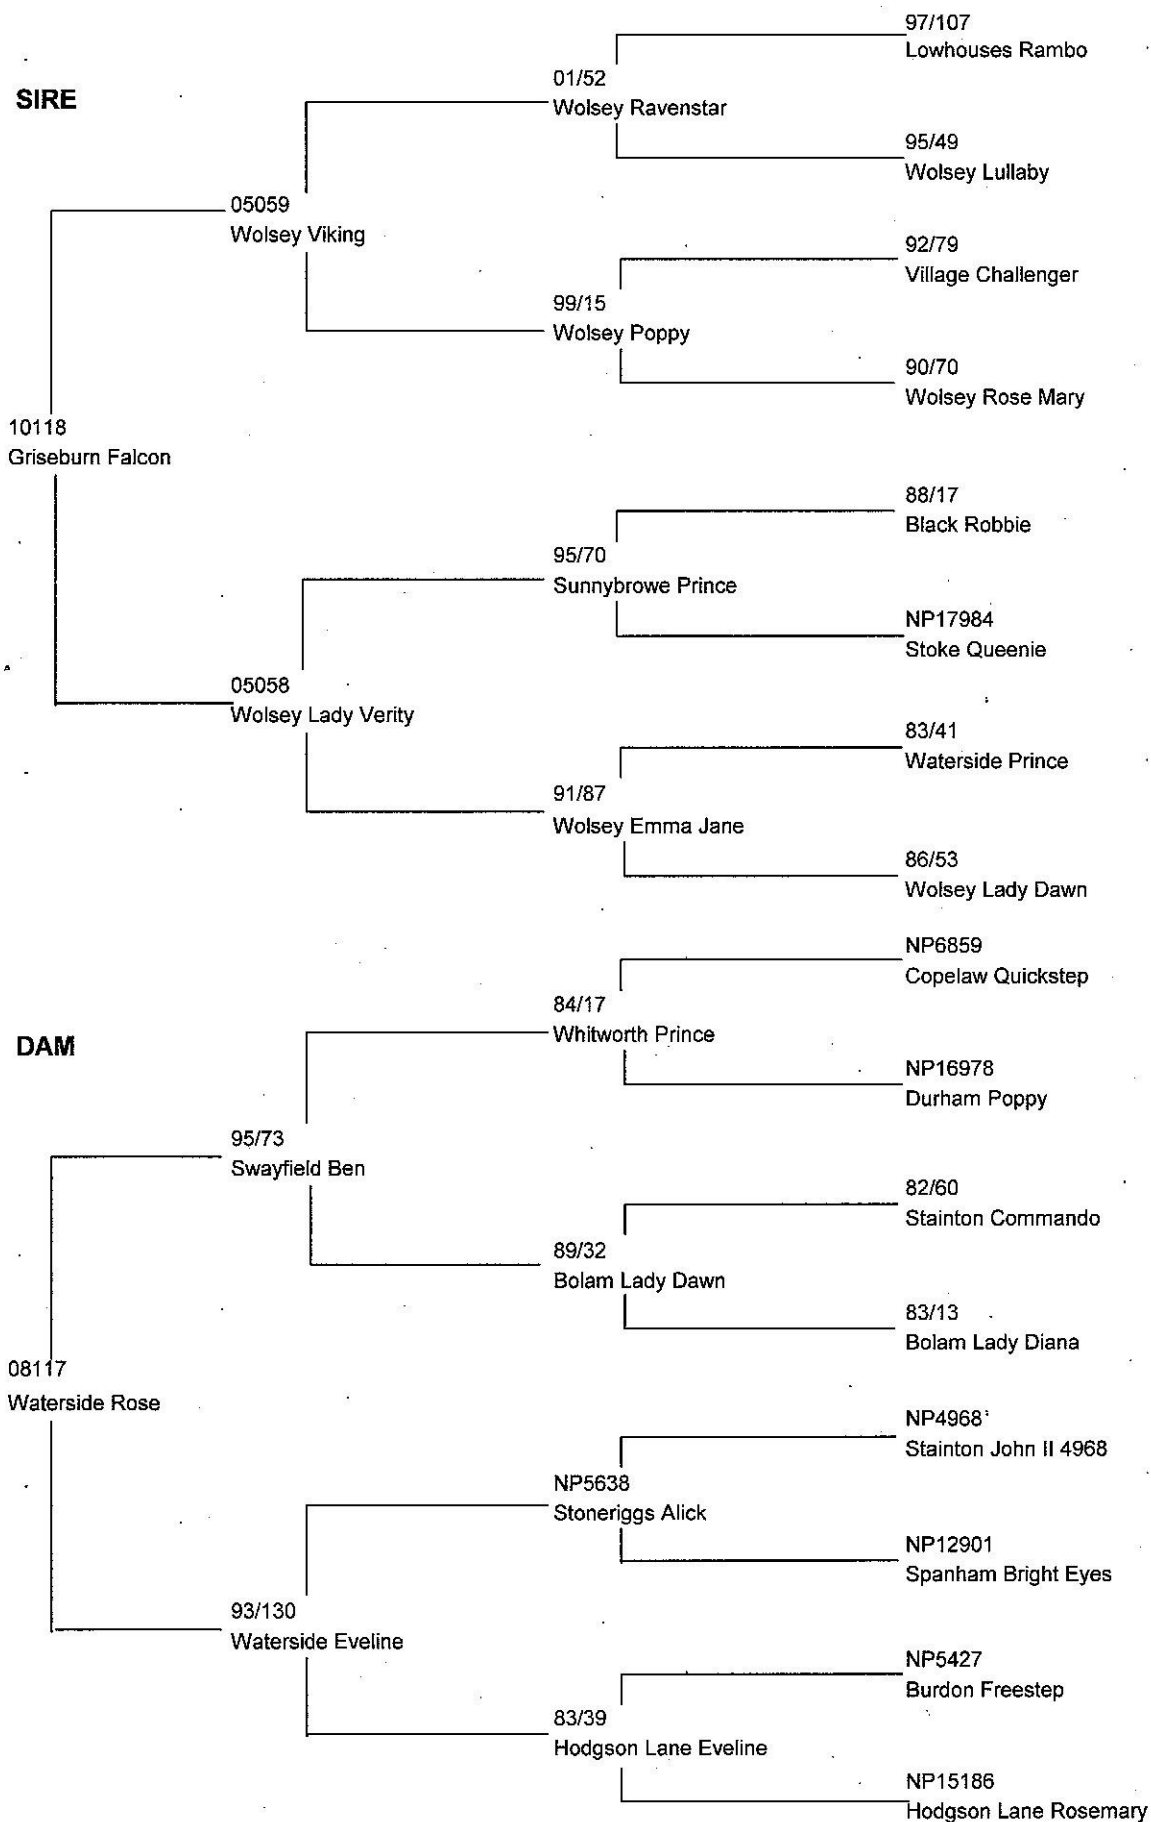 97/107
Lowhouses Rambo
01/52
Wolsey Ravenstar
SIRE
95/49
Wolsey Lullaby
05059
Wolsey Viking
92/79
Village Challenger
99/15
Wolsey Poppy
90/70
Wolsey Rose Mary
10118
Griseburn Falcon
88/17
Black Robbie
95/70
Sunnybrowe Prince
NP17984
Stoke Queenie
05058
Wolsey Lady Verity
83/41
Waterside Prince
91/87
Wolsey Emma Jane
86/53
Wolsey Lady Dawn
NP6859
Copelaw Quickstep
84/17
Whitworth Prince
DAM
NP16978
Durham Poppy
95/73
Swayfield Ben
82/60
Stainton Commando
89/32
Bolam Lady Dawn
83/13
Bolam Lady Diana
08117
Waterside Rose
NP4968
Stainton John II 4968
NP5638
Stoneriggs Alick
NP12901
Spanham Bright Eyes
93/130
Waterside Eveline
NP5427
Burdon Freestep
83/39
Hodgson Lane Eveline
NP15186
Hodgson Lane Rosemary